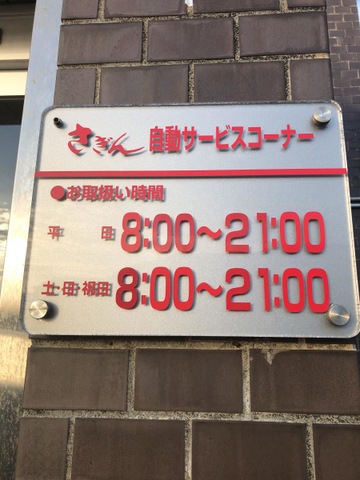 さぎん 自動サービスコーナー
●お取扱い時間
平 日 8:00～21:00
土・日・祝日 8:00～21:00